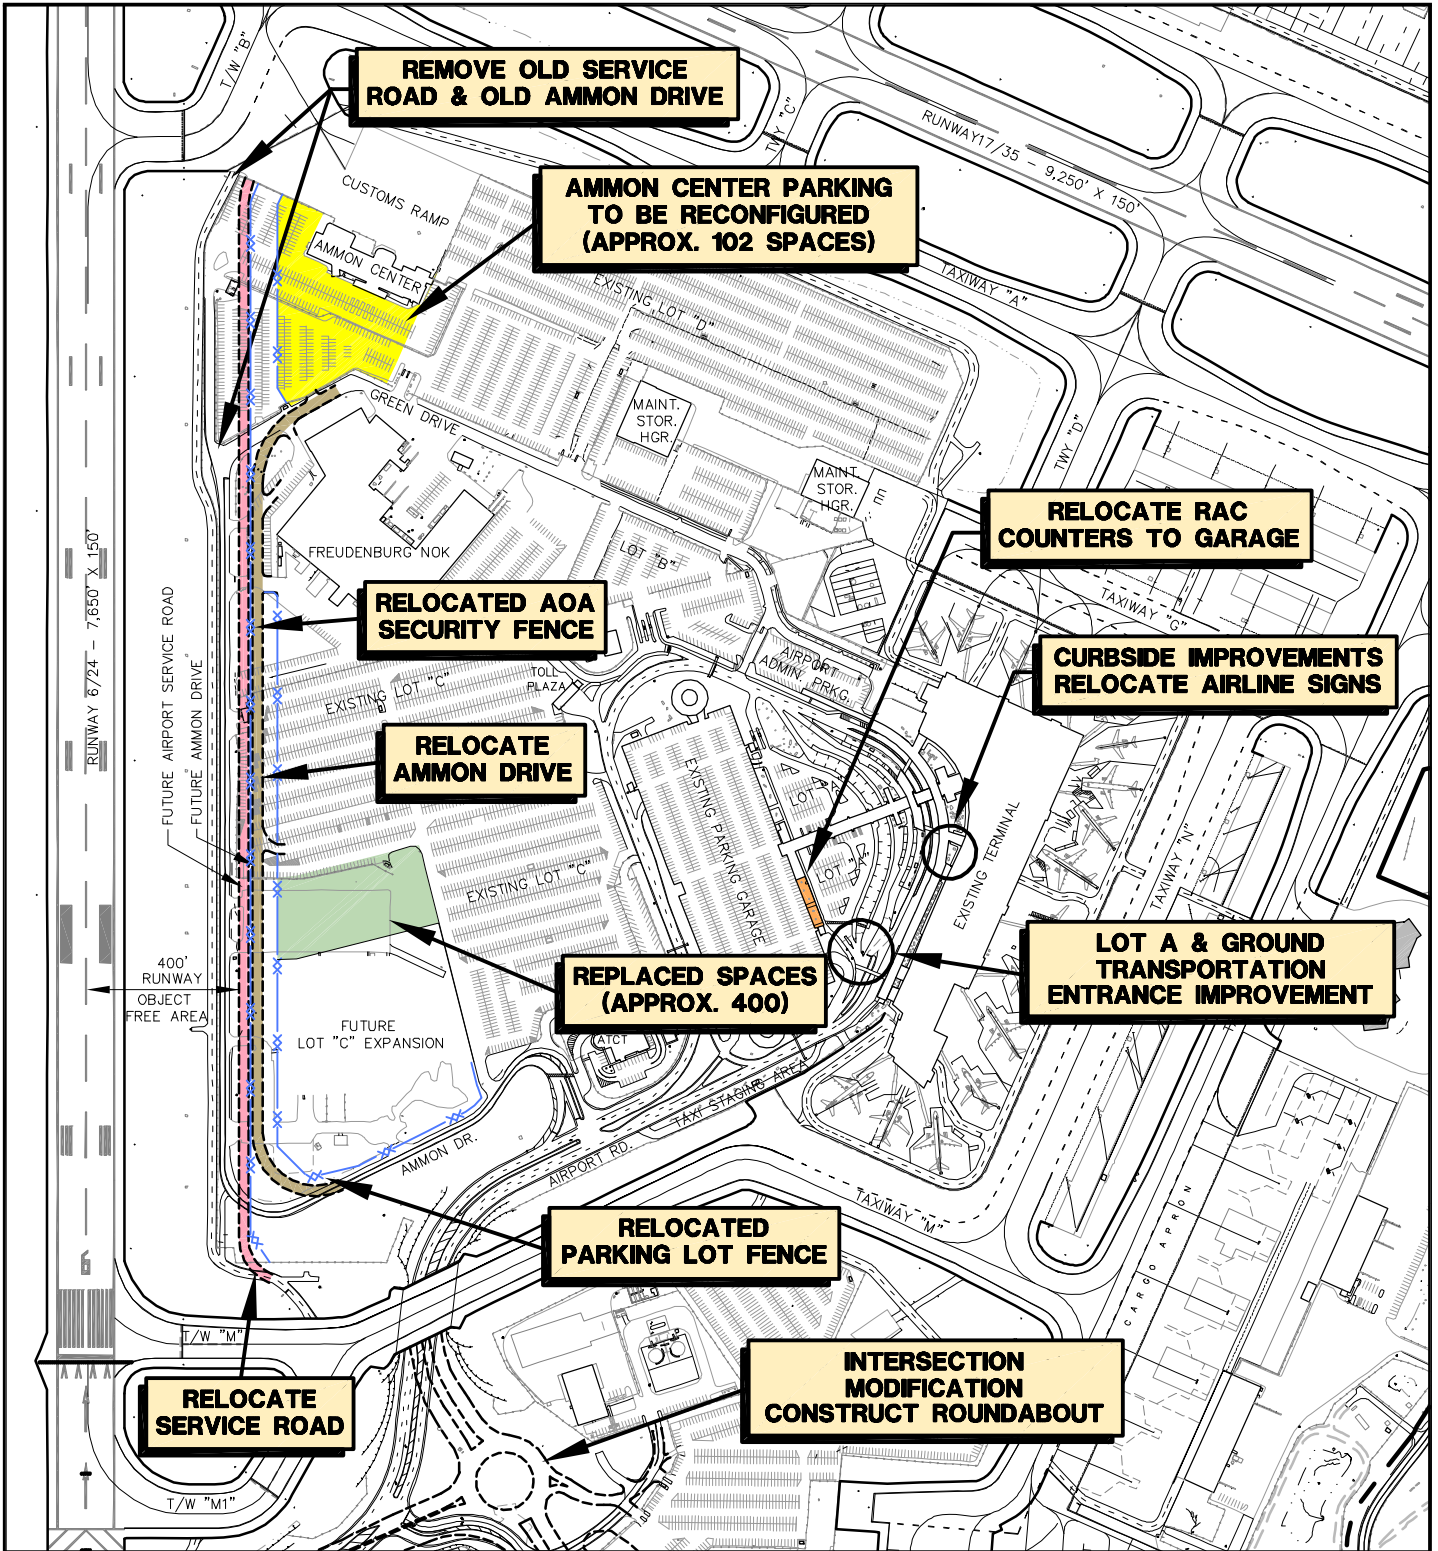 REMOVE OLD SERVICE
ROAD & OLD AMMON DRIVE
T/W "B"
TWY "C"
RUNWAY17/35 - 9,250' X 150'
CUSTOMS RAMP
AMMON CENTER PARKING
TO BE RECONFIGURED
(APPROX. 102 SPACES)
AMMON CENTER
TAXIWAY "A"
EXISTING LOT "D"
GREEN DRIVE
MAINT.
STOR.
HGR.
TWY "D"
MAINT.
STOR.
HGR.
RELOCATE RAC
COUNTERS TO GARAGE
FREUDENBURG NOK
LOT "B"
RUNWAY 6/24 - 7,650' X 150'
FUTURE AIRPORT SERVICE ROAD
FUTURE AMMON DRIVE
RELOCATED AOA
SECURITY FENCE
TAXIWAY "G"
AIRPORT
ADMIN. PRKG.
CURBSIDE IMPROVEMENTS
RELOCATE AIRLINE SIGNS
TOLL
PLAZA
EXISTING LOT "C"
RELOCATE
AMMON DRIVE
EXISTING PARKING GARAGE
LOT "A"
LOT "A"
EXISTING TERMINAL
TAXIWAY "N"
EXISTING LOT "C"
LOT A & GROUND
TRANSPORTATION
ENTRANCE IMPROVEMENT
400'
RUNWAY
OBJECT
FREE AREA
REPLACED SPACES
(APPROX. 400)
FUTURE
LOT "C" EXPANSION
ATCT
TAXI STAGING AREA
AMMON DR.
AIRPORT RD.
TAXIWAY "M"
CARGO APRON
RELOCATED
PARKING LOT FENCE
6
T/W "M"
INTERSECTION
MODIFICATION
CONSTRUCT ROUNDABOUT
RELOCATE
SERVICE ROAD
T/W "M1"